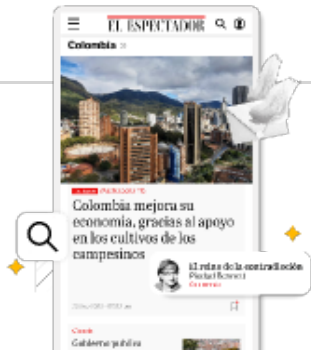 EL ESPECTADOR
Colombia
Colombia mejora su
economía, gracias al apoyo
en los cultivos de los
campesinos
El reino de la contradicción
Gobierno publica